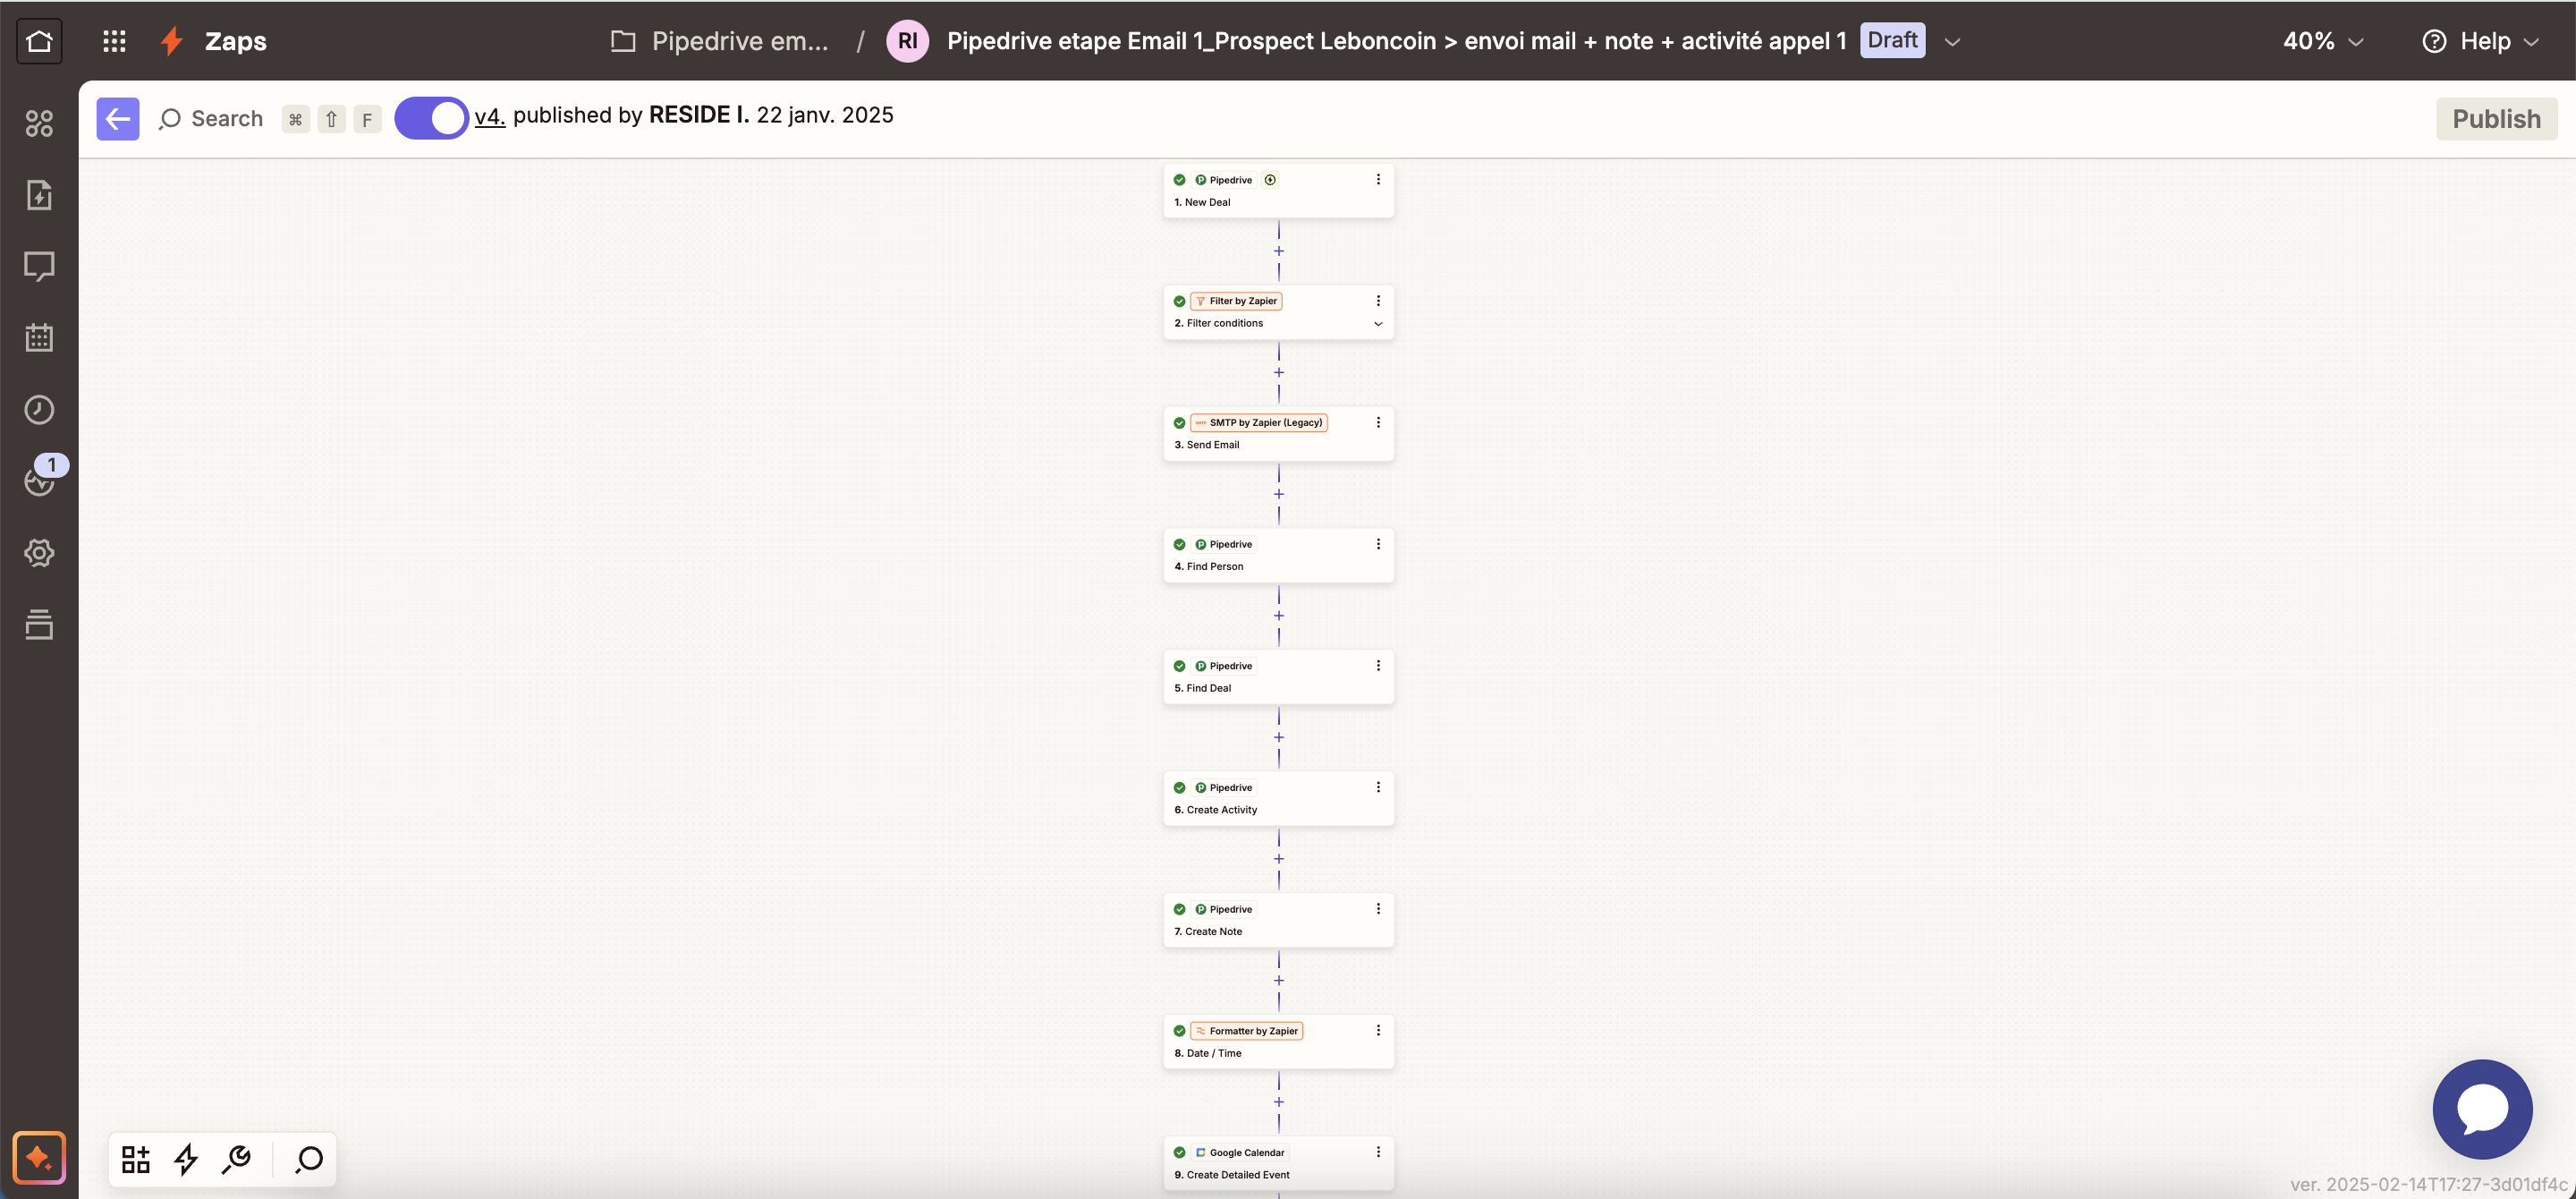 Zaps
Pipedrive em... / RI Pipedrive etape Email 1_Prospect Leboncoin > envoi mail + note + activité appel 1 Draft
40%
Help
Search ⌘ ⇧ F
v4. published by RESIDE I. 22 janv. 2025
Publish
1
Pipedrive
1. New Deal
Filter by Zapier
2. Filter conditions
SMTP by Zapier (Legacy)
3. Send Email
Pipedrive
4. Find Person
Pipedrive
5. Find Deal
Pipedrive
6. Create Activity
Pipedrive
7. Create Note
Formatter by Zapier
8. Date / Time
Google Calendar
9. Create Detailed Event
ver. 2025-02-14T17:27-3d01df4c